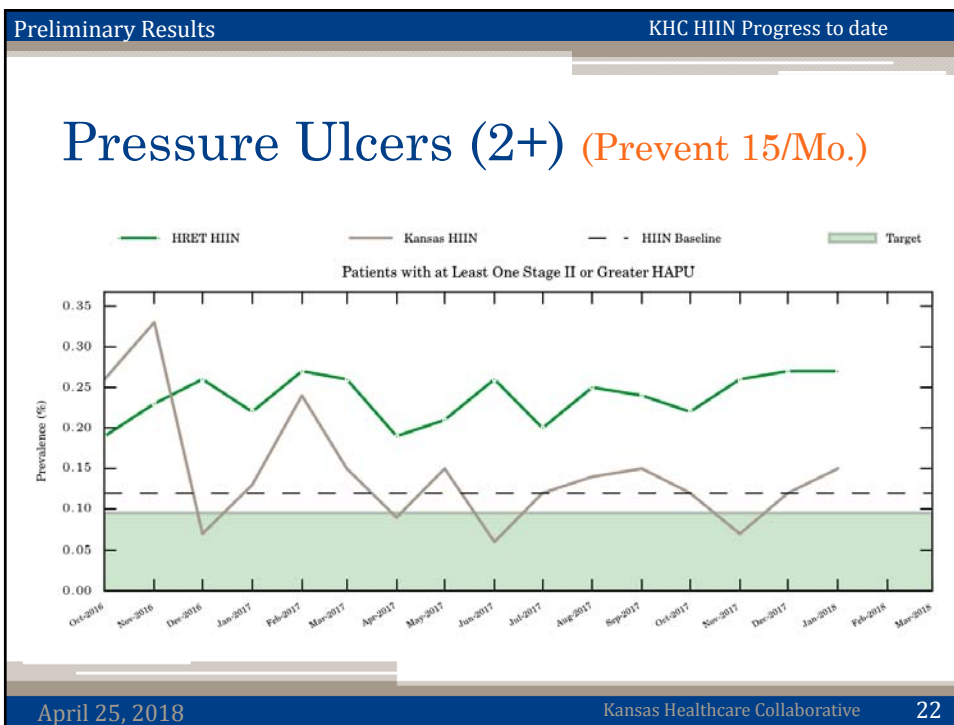 Preliminary Results
KHC HIIN Progress to date
Pressure Ulcers (2+) (Prevent 15/Mo.)
HRET HIIN
Kansas HIIN
HIIN Baseline
Target
Patients with at Least One Stage II or Greater HAPU
Prevalence (%)
0.35
0.30
0.25
0.20
0.15
0.10
0.05
0.00
Oct-2016
Nov-2016
Dec-2016
Jan-2017
Feb-2017
Mar-2017
Apr-2017
May-2017
Jun-2017
Jul-2017
Aug-2017
Sep-2017
Oct-2017
Nov-2017
Dec-2017
Jan-2018
Feb-2018
Mar-2018
April 25, 2018
Kansas Healthcare Collaborative
22